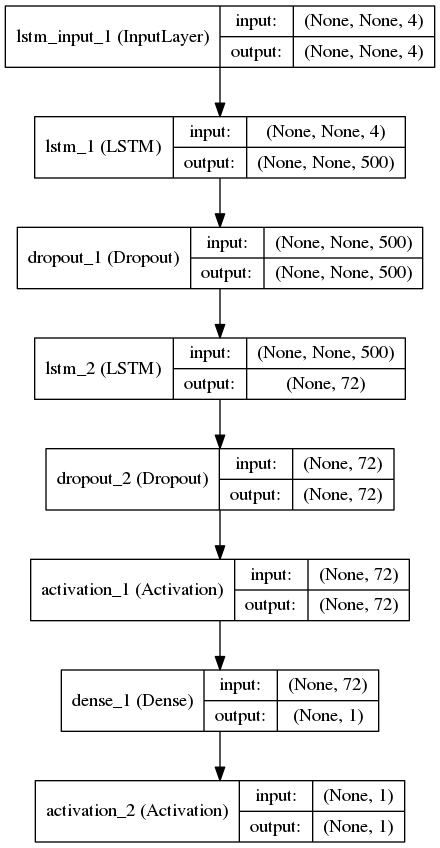 lstm_input_1 (InputLayer)
input: (None, None, 4)
output: (None, None, 4)
lstm_1 (LSTM)
input: (None, None, 4)
output: (None, None, 500)
dropout_1 (Dropout)
input: (None, None, 500)
output: (None, None, 500)
lstm_2 (LSTM)
input: (None, None, 500)
output: (None, 72)
dropout_2 (Dropout)
input: (None, 72)
output: (None, 72)
activation_1 (Activation)
input: (None, 72)
output: (None, 72)
dense_1 (Dense)
input: (None, 72)
output: (None, 1)
activation_2 (Activation)
input: (None, 1)
output: (None, 1)